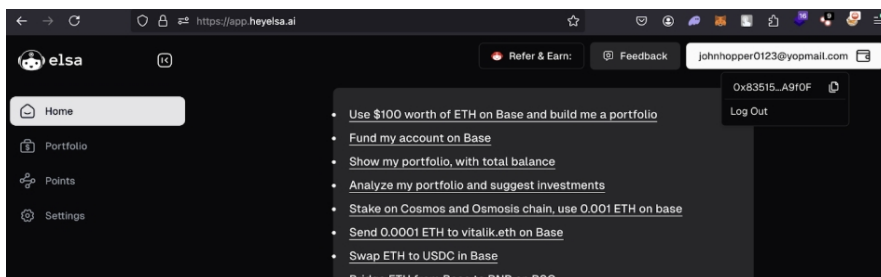 https://app.heyelsa.ai
16
elsa
Refer & Earn:
Feedback
johnhopper0123@yopmail.com
0x83515...A9f0F
Log Out
Home
Portfolio
Points
Settings
Use $100 worth of ETH on Base and build me a portfolio
Fund my account on Base
Show my portfolio, with total balance
Analyze my portfolio and suggest investments
Stake on Cosmos and Osmosis chain, use 0.001 ETH on base
Send 0.0001 ETH to vitalik.eth on Base
Swap ETH to USDC in Base